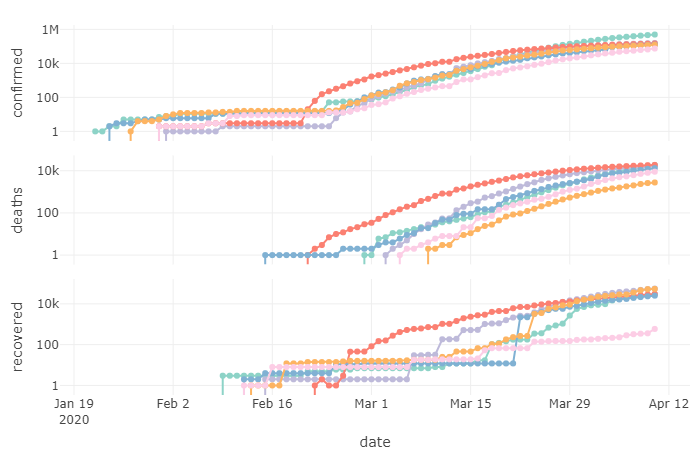 confirmed
1M
10k
100
1
deaths
10k
100
1
recovered
10k
100
1
Jan 19
2020
Feb 2
Feb 16
Mar 1
Mar 15
Mar 29
Apr 12
date